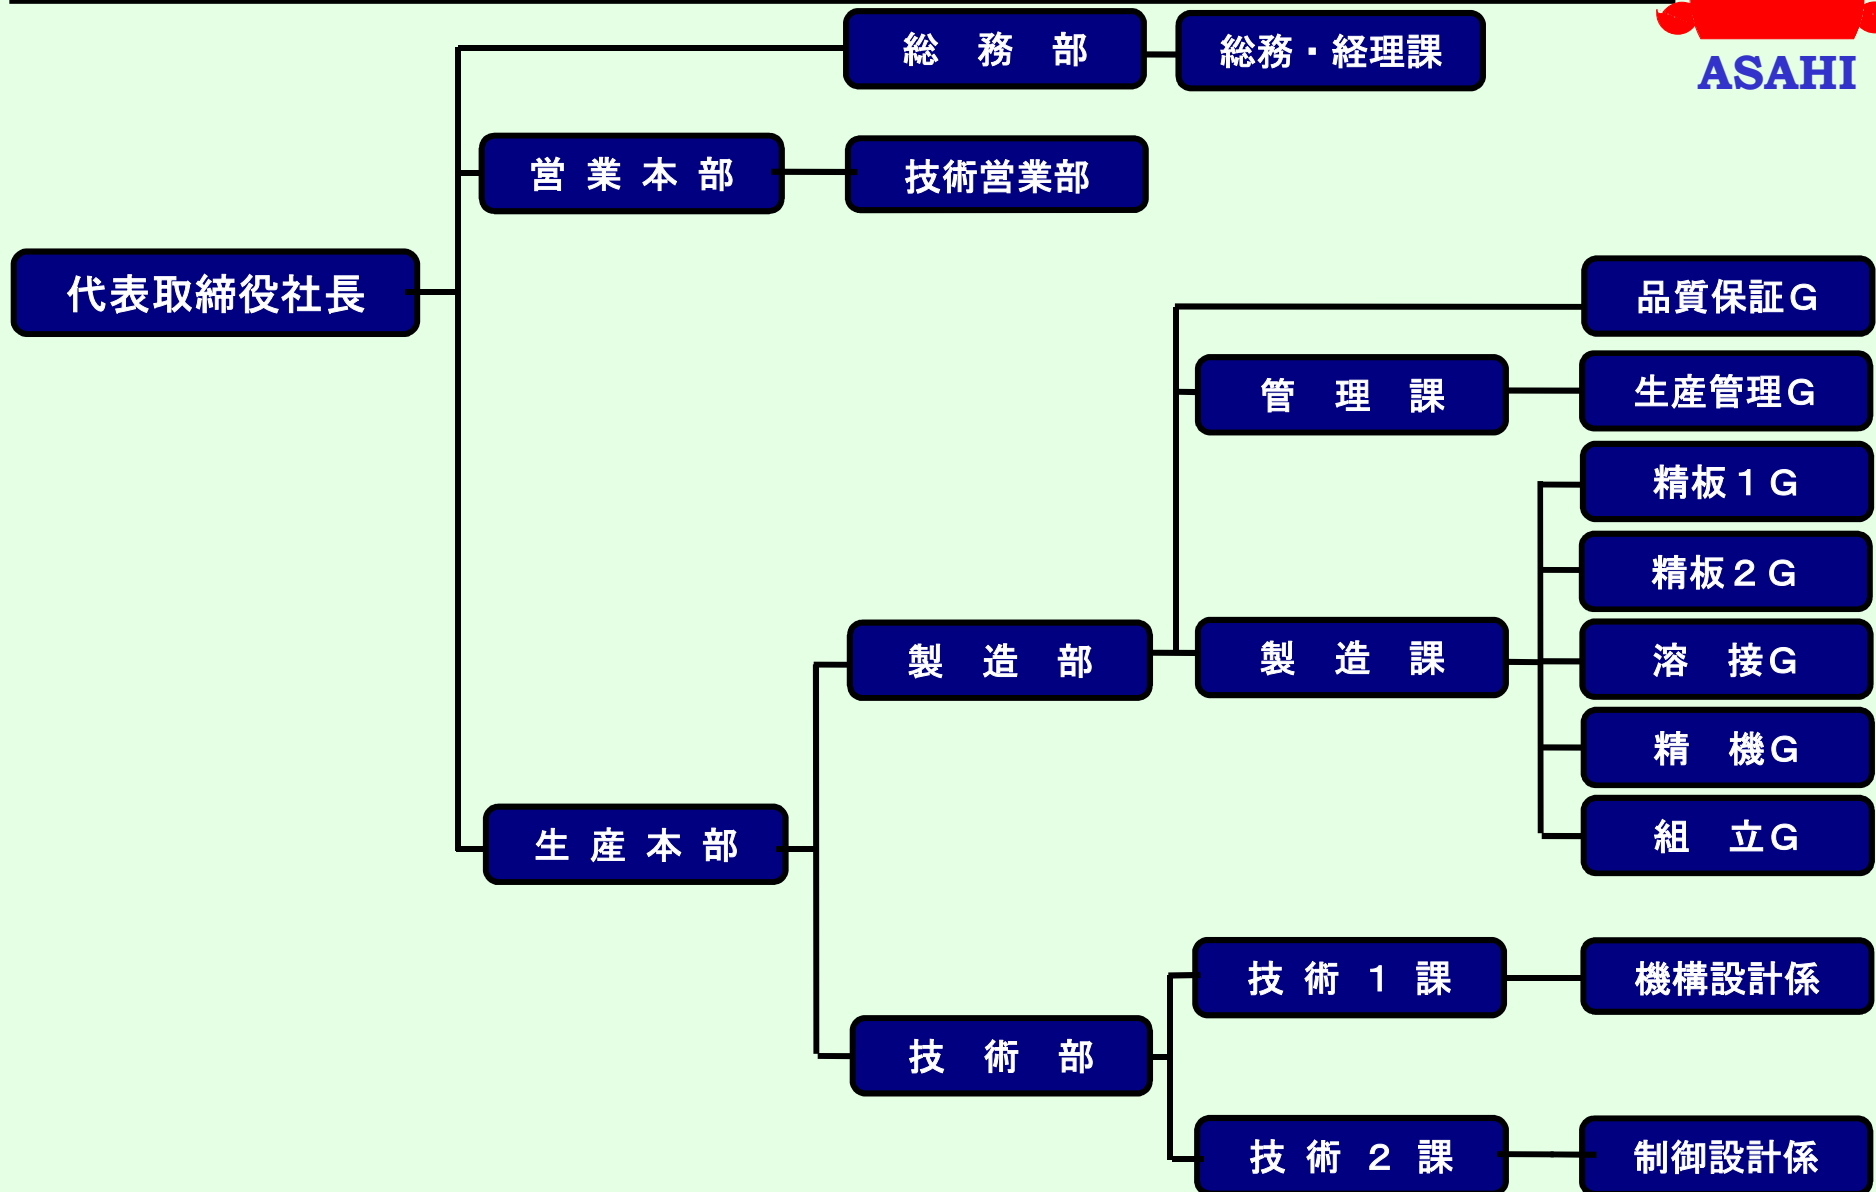 総　務　部
総務・経理課
ASAHI
営 業 本 部
技術営業部
代表取締役社長
品質保証Ｇ
管　理　課
生産管理Ｇ
精板１Ｇ
精板２Ｇ
製　造　部
製　造　課
溶　接Ｇ
精　機Ｇ
生 産 本 部
組　立Ｇ
技 術 １ 課
機構設計係
技　術　部
技 術 ２ 課
制御設計係